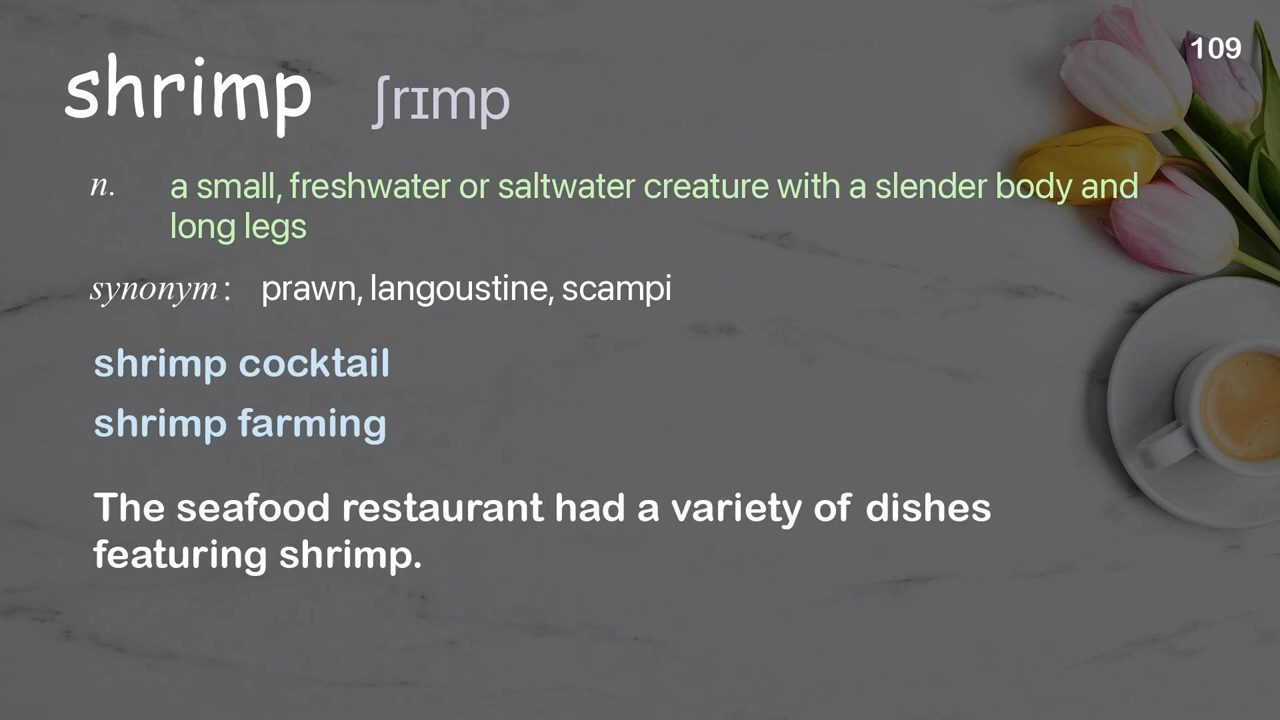 109
shrimp ʃrɪmp
n. a small, freshwater or saltwater creature with a slender body and
long legs
synonym: prawn, langoustine, scampi
shrimp cocktail
shrimp farming
The seafood restaurant had a variety of dishes
featuring shrimp.